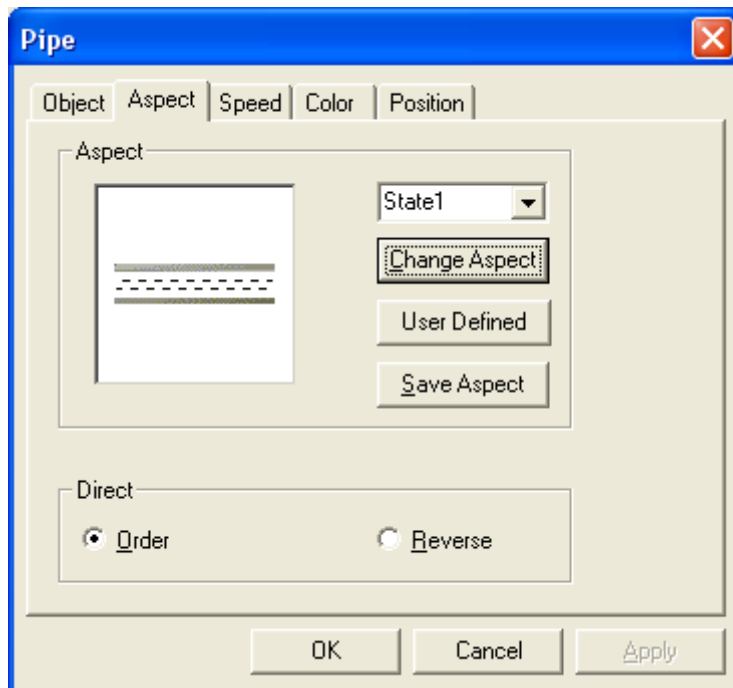 Pipe
Object Aspect Speed Color Position
Aspect
State1
Change Aspect
User Defined
Save Aspect
Direct
Order Reverse
OK Cancel Apply